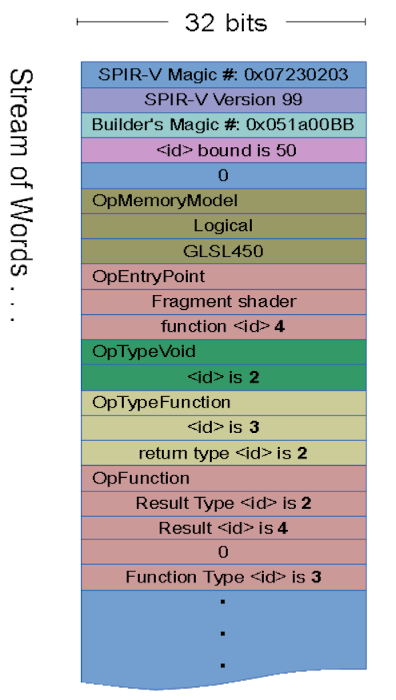 32 bits
Stream of Words . . .
SPIR-V Magic #: 0x07230203
SPIR-V Version 99
Builder's Magic #: 0x051a00BB
<id> bound is 50
0
OpMemoryModel
Logical
GLSL450
OpEntryPoint
Fragment shader
function <id> 4
OpTypeVoid
<id> is 2
OpTypeFunction
<id> is 3
return type <id> is 2
OpFunction
Result Type <id> is 2
Result <id> is 4
0
Function Type <id> is 3
.
.
.